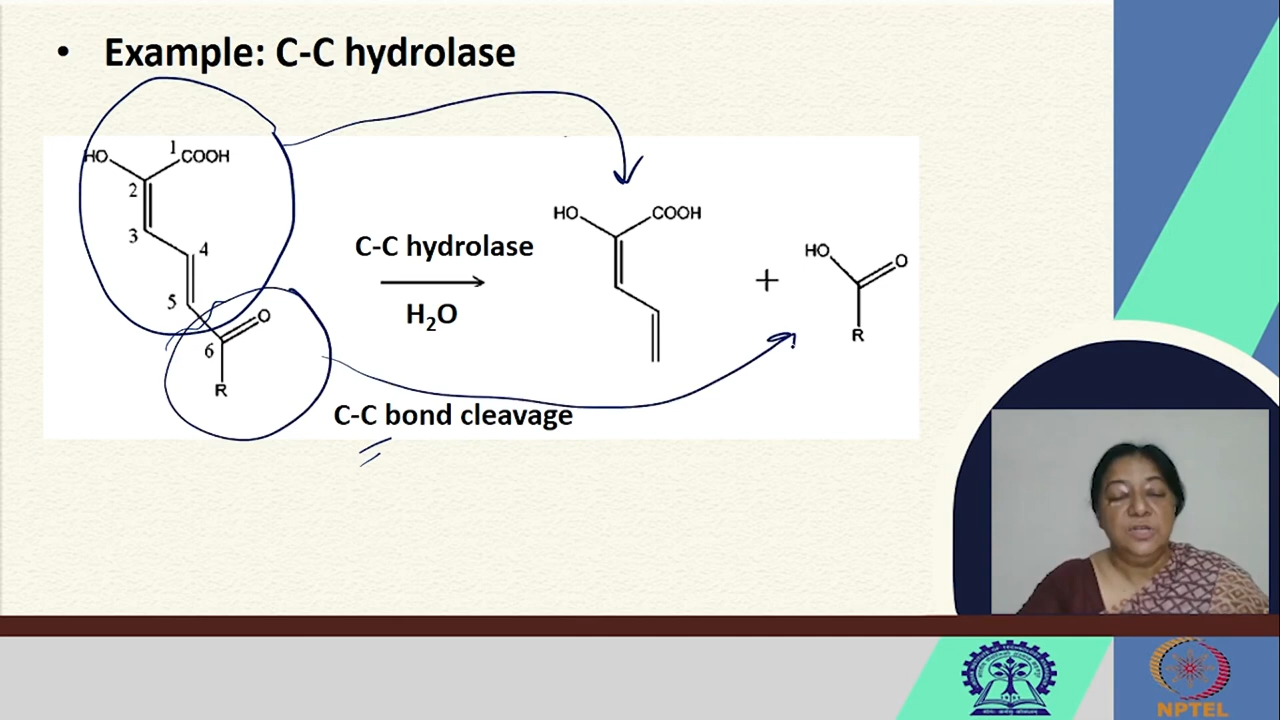 • Example: C-C hydrolase
HO
1
COOH
2
3
4
5
6
O
R
C-C hydrolase
H₂O
C-C bond cleavage
HO
COOH
+
HO
O
R
NPTEL